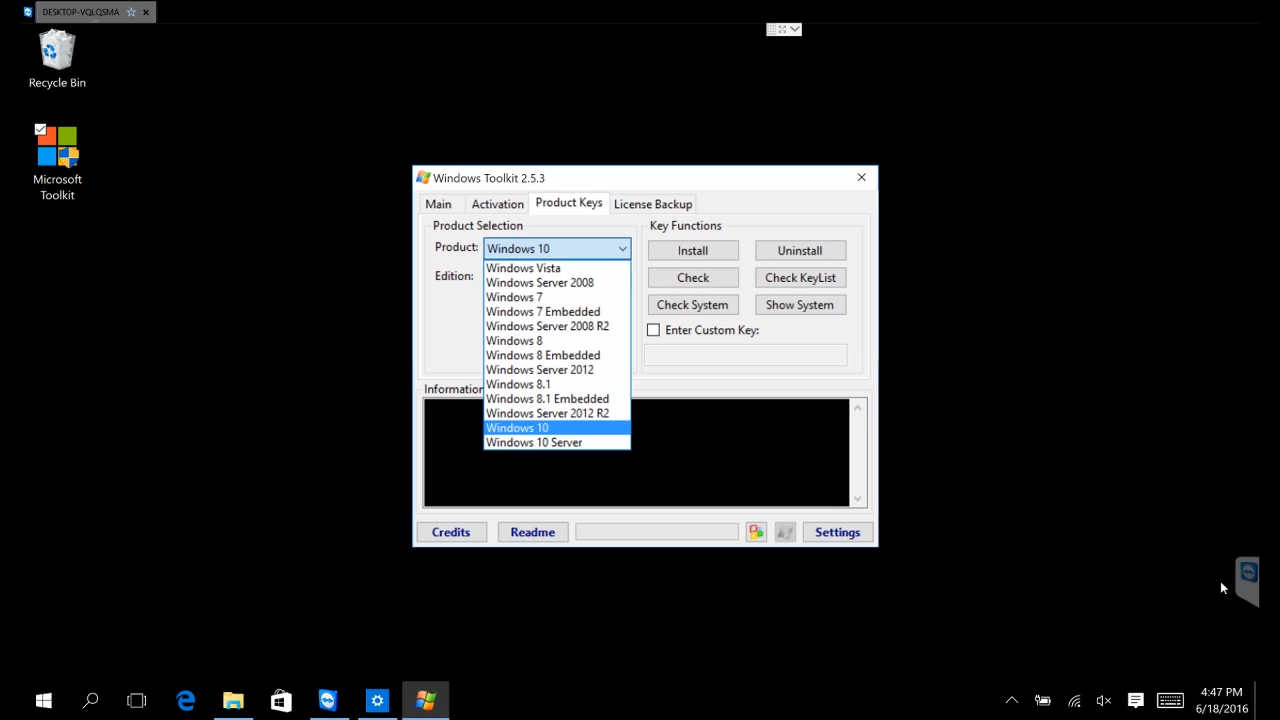 DESKTOP-VQLQSMA
Recycle Bin
Microsoft
Toolkit
Windows Toolkit 2.5.3
Main
Activation
Product Keys
License Backup
Product Selection
Product:
Windows 10
Edition:
Windows Vista
Windows Server 2008
Windows 7
Windows 7 Embedded
Windows Server 2008 R2
Windows 8
Windows 8 Embedded
Windows Server 2012
Windows 8.1
Windows 8.1 Embedded
Windows Server 2012 R2
Windows 10
Windows 10 Server
Key Functions
Install
Uninstall
Check
Check KeyList
Check System
Show System
Enter Custom Key:
Information
Credits
Readme
Settings
4:47 PM
6/18/2016